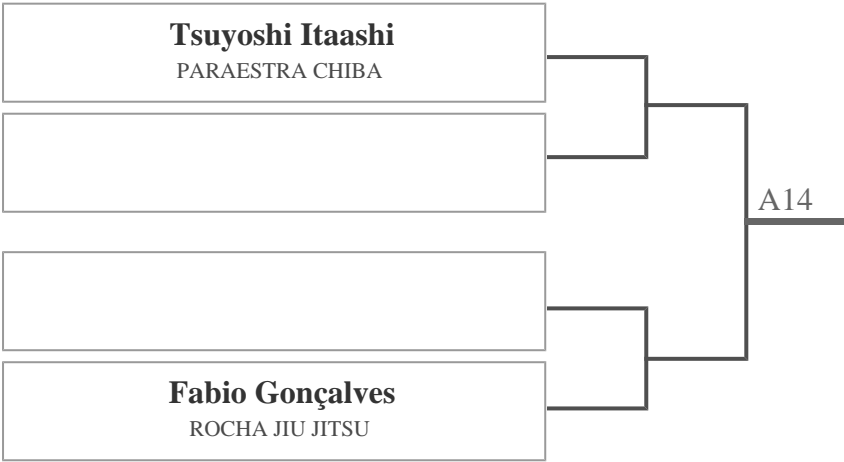 Tsuyoshi Itaashi
PARAESTRA CHIBA
A14
Fabio Gonçalves
ROCHA JIU JITSU